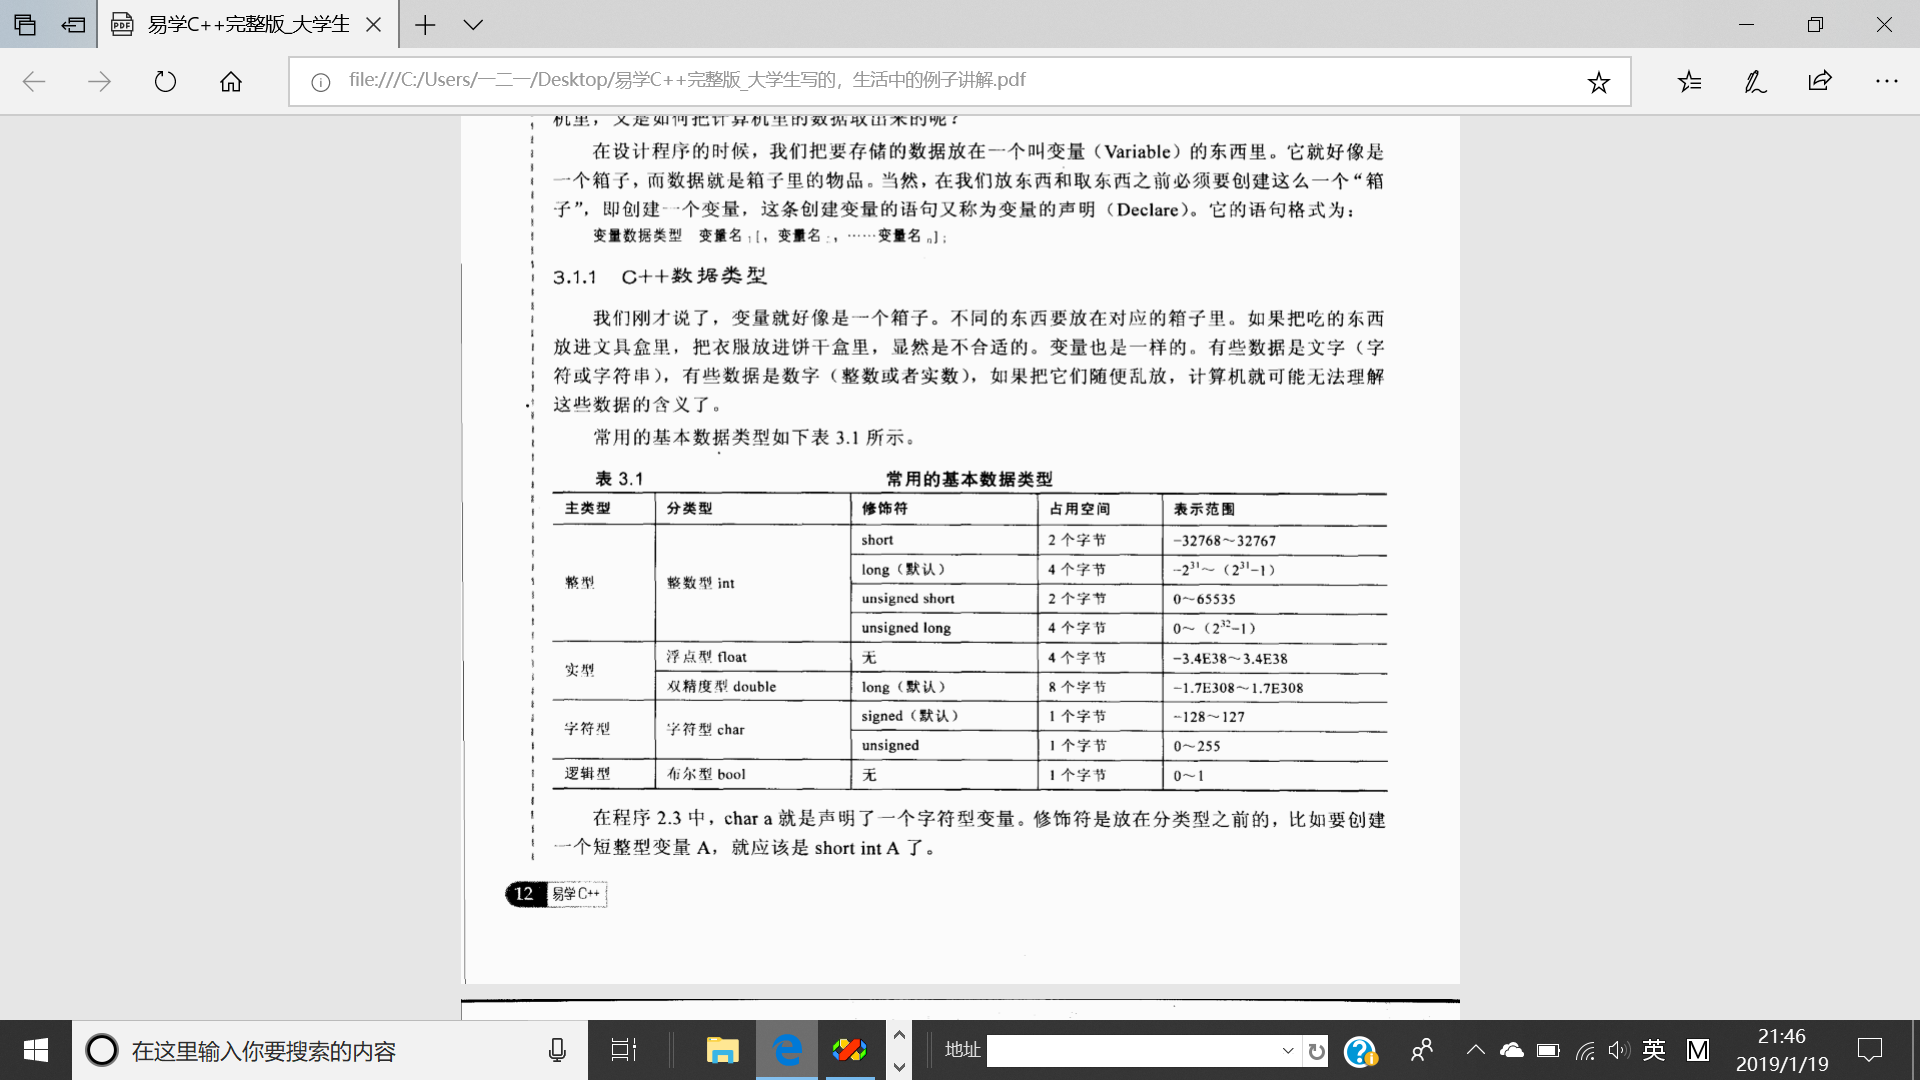 易学C++完整版_大学生
file:///C:/Users/一二一/Desktop/易学C++完整版_大学生写的，生活中的例子讲解.pdf
机里，又是如何把计算机里的数据取出来的呢？
在设计程序的时候，我们把要存储的数据放在一个叫变量（Variable）的东西里。它就好像是
一个箱子，而数据就是箱子里的物品。当然，在我们放东西和取东西之前必须要创建这么一个“箱
子”，即创建一个变量，这条创建变量的语句又称为变量的声明（Declare）。它的语句格式为：
变量数据类型 变量名1[，变量名2，……变量名n]；
3.1.1 C++数据类型
我们刚才说了，变量就好像是一个箱子。不同的东西要放在对应的箱子里。如果把吃的东西
放进文具盒里，把衣服放进饼干盒里，显然是不合适的。变量也是一样的。有些数据是文字（字
符或字符串），有些数据是数字（整数或者实数），如果把它们随便乱放，计算机就可能无法理解
这些数据的含义了。
常用的基本数据类型如下表 3.1 所示。
表 3.1 常用的基本数据类型
主类型 分类型 修饰符 占用空间 表示范围
整型 整数型 int short 2 个字节 -32768～32767
long（默认） 4 个字节 -2³¹～（2³¹-1）
unsigned short 2 个字节 0～65535
unsigned long 4 个字节 0～（2³²-1）
实型 浮点型 float 无 4 个字节 -3.4E38～3.4E38
双精度型 double long（默认） 8 个字节 -1.7E308～1.7E308
字符型 字符型 char signed（默认） 1 个字节 -128～127
unsigned 1 个字节 0～255
逻辑型 布尔型 bool 无 1 个字节 0～1
在程序 2.3 中，char a 就是声明了一个字符型变量。修饰符是放在分类型之前的，比如要创建
一个短整型变量 A，就应该是 short int A 了。
12 易学 C++
在这里输入你要搜索的内容
地址
英
M
21:46
2019/1/19